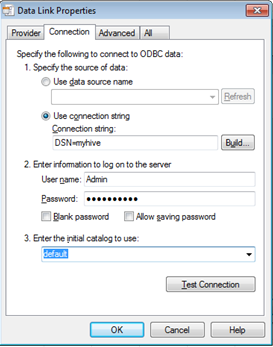 Data Link Properties
Provider Connection Advanced All
Specify the following to connect to ODBC data:
1. Specify the source of data:
Use data source name
Refresh
Use connection string
Connection string:
DSN=myhive Build...
2. Enter information to log on to the server
User name: Admin
Password: ●●●●●●●●●●
Blank password Allow saving password
3. Enter the initial catalog to use:
default
Test Connection
OK Cancel Help